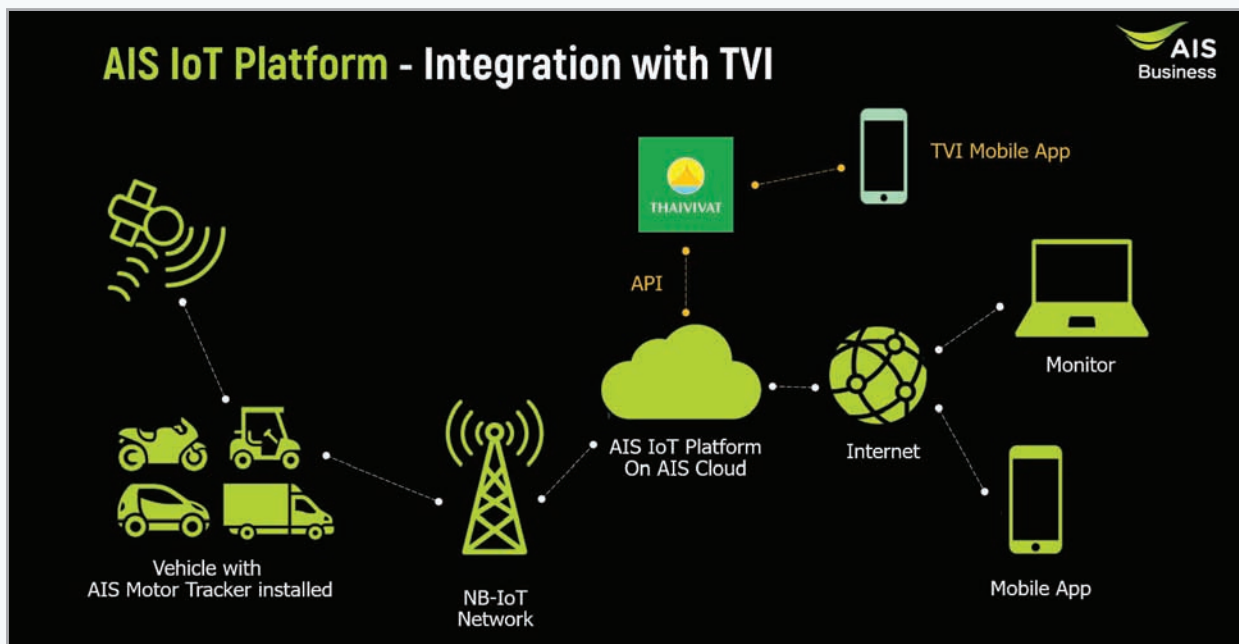 AIS IoT Platform - Integration with TVI
AIS
Business
THAIVIVAT
TVI Mobile App
API
Monitor
AIS IoT Platform
On AIS Cloud
Internet
Vehicle with
AIS Motor Tracker installed
NB-IoT
Network
Mobile App